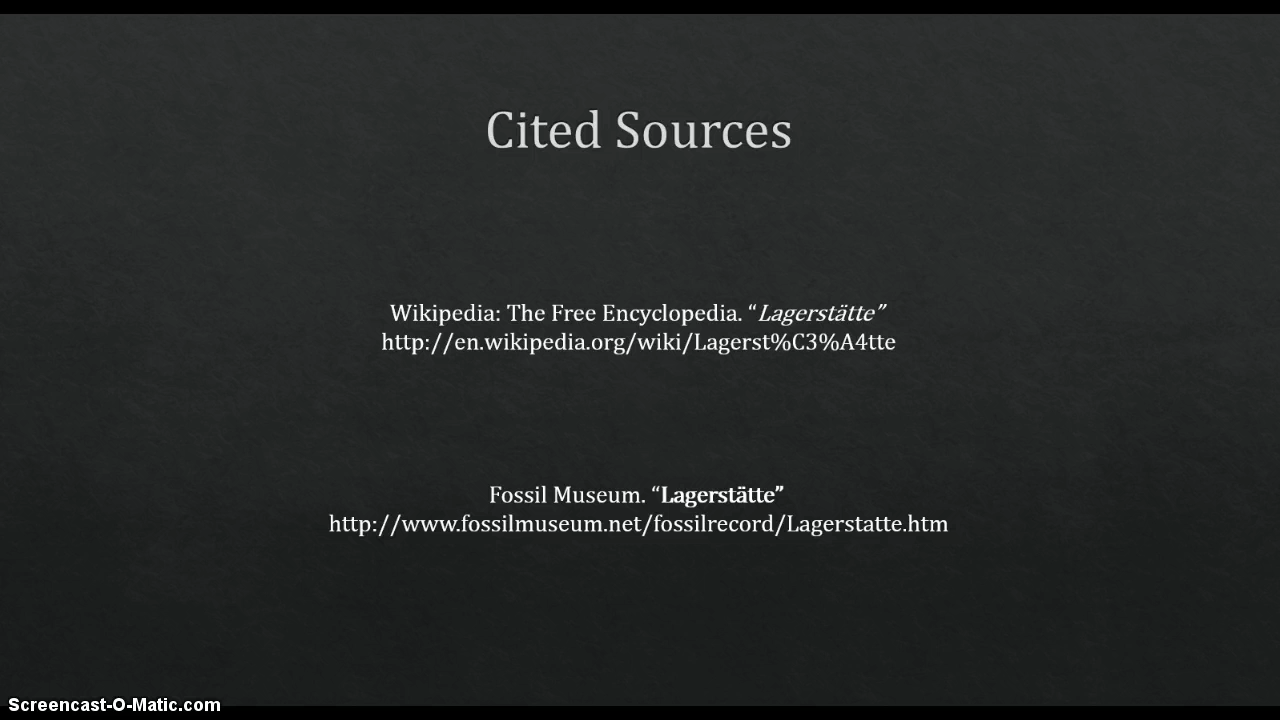 Cited Sources
Wikipedia: The Free Encyclopedia. “Lagerstätte”
http://en.wikipedia.org/wiki/Lagerst%C3%A4tte
Fossil Museum. “Lagerstätte”
http://www.fossilmuseum.net/fossilrecord/Lagerstatte.htm
Screencast-O-Matic.com